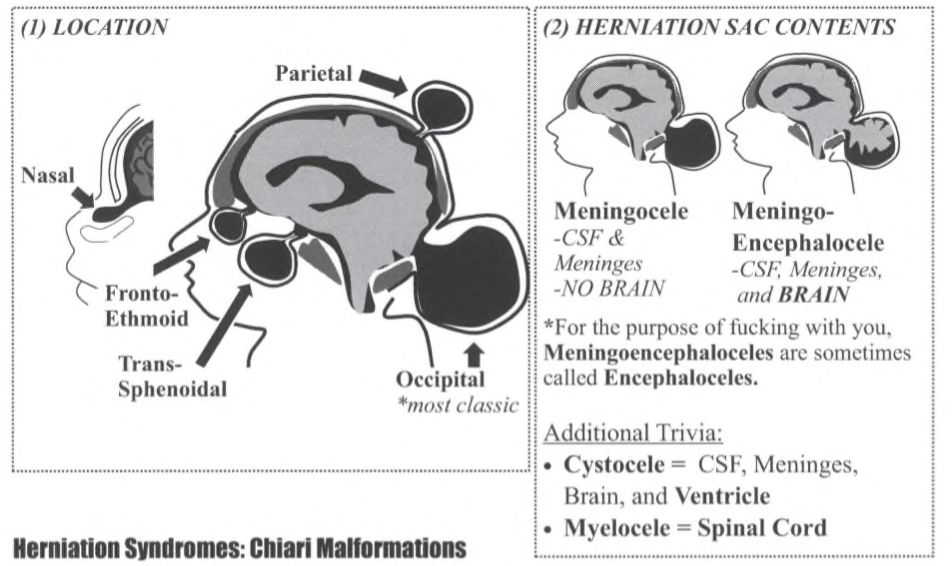 (1) LOCATION
Parietal
Nasal
Fronto-
Ethmoid
Trans-
Sphenoidal
Occipital
*most classic
(2) HERNIATION SAC CONTENTS
Meningocele
-CSF &
Meninges
-NO BRAIN
Meningo-
Encephalocele
-CSF, Meninges,
and BRAIN
*For the purpose of fucking with you,
Meningoencephaloceles are sometimes
called Encephaloceles.
Additional Trivia:
• Cystocele = CSF, Meninges,
Brain, and Ventricle
• Myelocele = Spinal Cord
Herniation Syndromes: Chiari Malformations